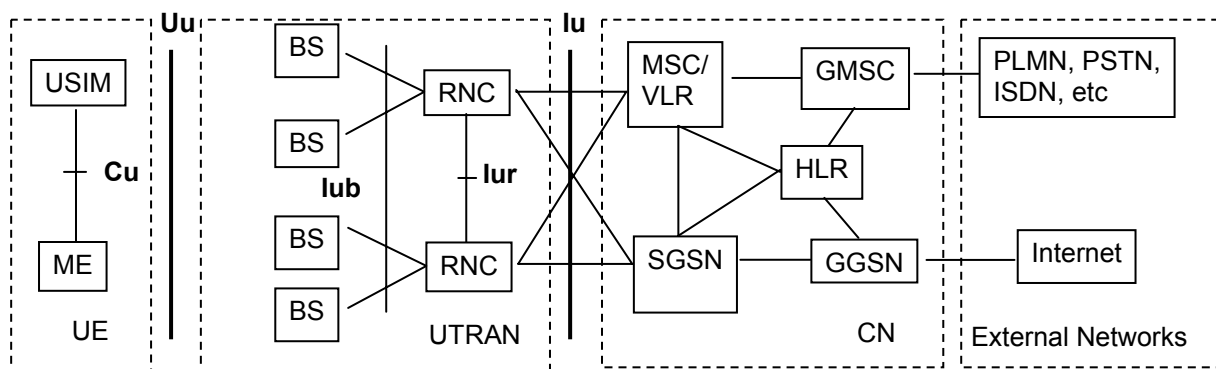 Uu
Iu
USIM
Cu
ME
UE
BS
BS
BS
BS
Iub
RNC
Iur
RNC
UTRAN
MSC/
VLR
GMSC
HLR
SGSN
GGSN
CN
PLMN, PSTN,
ISDN, etc
Internet
External Networks